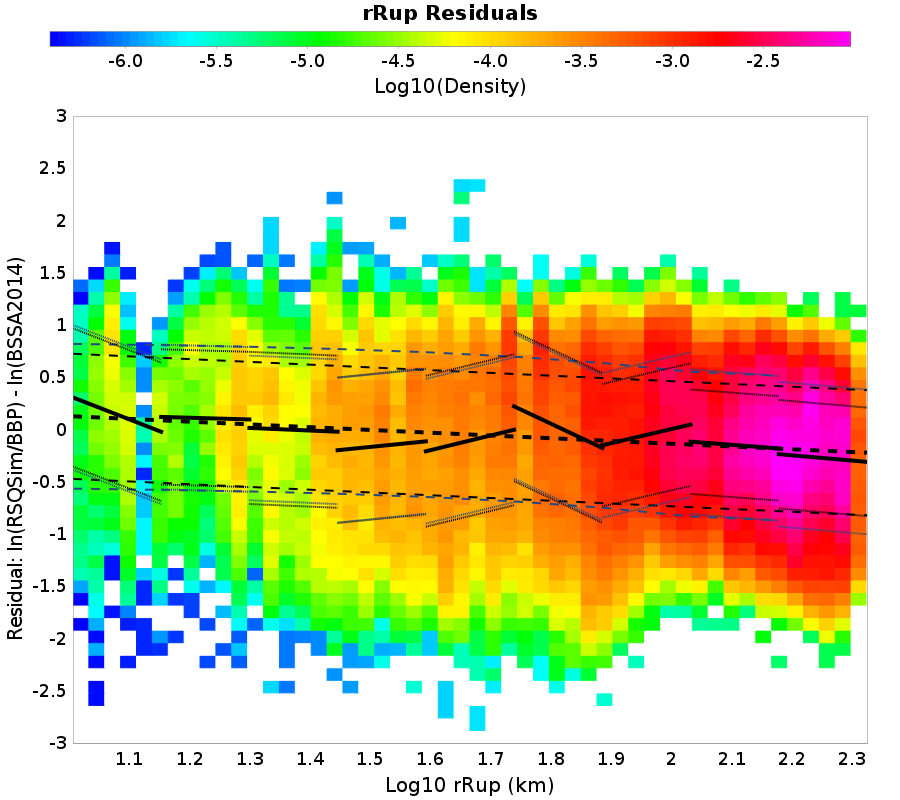 rRup Residuals
-6.0 -5.5 -5.0 -4.5 -4.0 -3.5 -3.0 -2.5
Log10(Density)
Residual: ln(RSQSim/BBP) - ln(BSSA2014)
3
2.5
2
1.5
1
0.5
0
-0.5
-1
-1.5
-2
-2.5
-3
1.1 1.2 1.3 1.4 1.5 1.6 1.7 1.8 1.9 2 2.1 2.2 2.3
Log10 rRup (km)